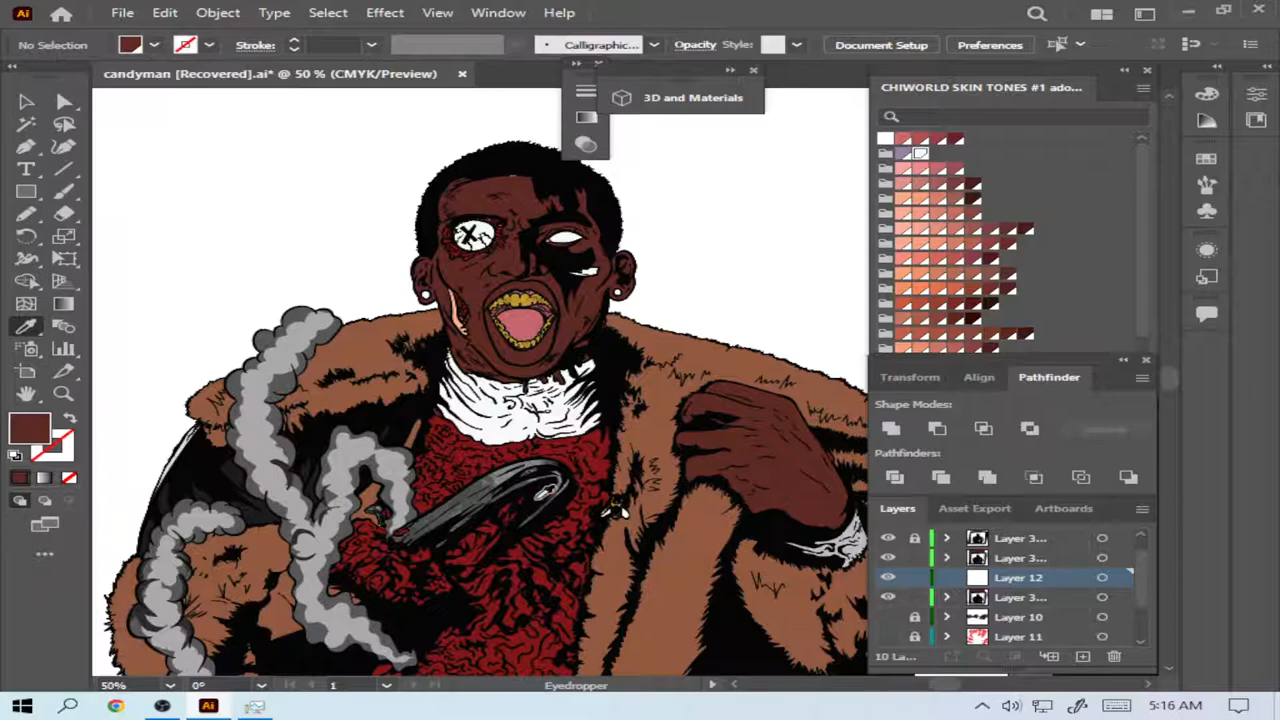 Ai File Edit Object Type Select Effect View Window Help
No Selection Stroke: Calligraphic... Opacity Style: Document Setup Preferences
candyman [Recovered].ai* @ 50 % (CMYK/Preview)
3D and Materials
CHIWORLD SKIN TONES #1 ado...
Transform Align Pathfinder
Shape Modes:
Pathfinders:
Layers Asset Export Artboards
Layer 3...
Layer 3...
Layer 12
Layer 3...
Layer 10
Layer 11
10 La...
50% 0° 1 Eyedropper
Ai 5:16 AM